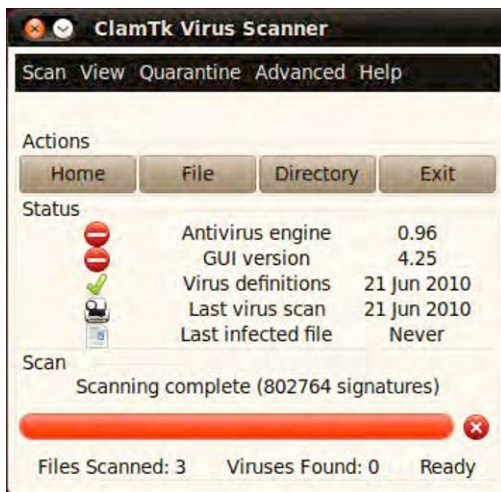 ClamTk Virus Scanner
Scan View Quarantine Advanced Help
Actions
Home File Directory Exit
Status
Antivirus engine 0.96
GUI version 4.25
Virus definitions 21 Jun 2010
Last virus scan 21 Jun 2010
Last infected file Never
Scan
Scanning complete (802764 signatures)
Files Scanned: 3 Viruses Found: 0 Ready